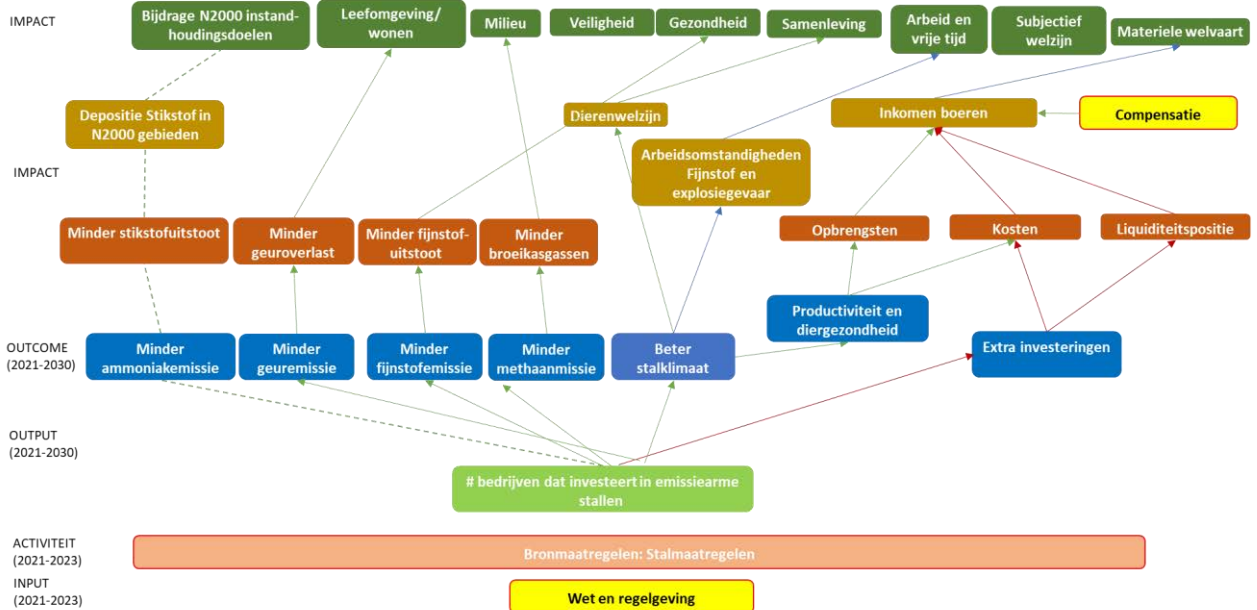 IMPACT
Bijdrage N2000 instand-
houdingsdoelen
Leefomgeving/
wonen
Milieu
Veiligheid
Gezondheid
Samenleving
Arbeid en
vrije tijd
Subjectief
welzijn
Materiele welvaart
Depositie Stikstof in
N2000 gebieden
Dierenwelzijn
Inkomen boeren
Compensatie
IMPACT
Arbeidsomstandigheden
Fijnstof en
explosiegevaar
Minder stikstofuitstoot
Minder
geuroverlast
Minder fijnstof-
uitstoot
Minder
broeikasgassen
Opbrengsten
Kosten
Liquiditeitspositie
Productiviteit en
diergezondheid
OUTCOME
(2021-2030)
Minder
ammoniakemissie
Minder
geuremissie
Minder
fijnstofemissie
Minder
methaanmissie
Beter
stalklimaat
Extra investeringen
OUTPUT
(2021-2030)
# bedrijven dat investeert in emissiearme
stallen
ACTIVITEIT
(2021-2023)
Bronmaatregelen: Stalmaatregelen
INPUT
(2021-2023)
Wet en regelgeving